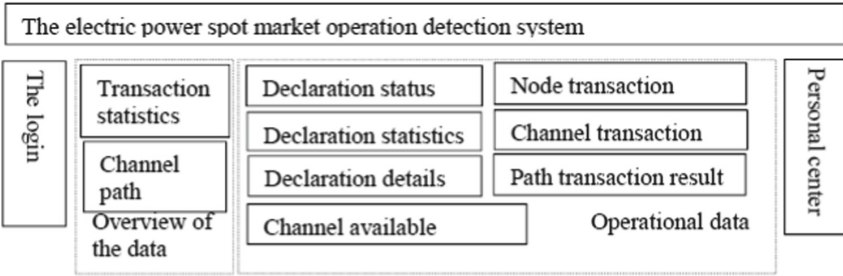 The electric power spot market operation detection system
The login
Transaction
statistics
Channel
path
Overview of
the data
Declaration status
Declaration statistics
Declaration details
Channel available
Node transaction
Channel transaction
Path transaction result
Operational data
Personal center